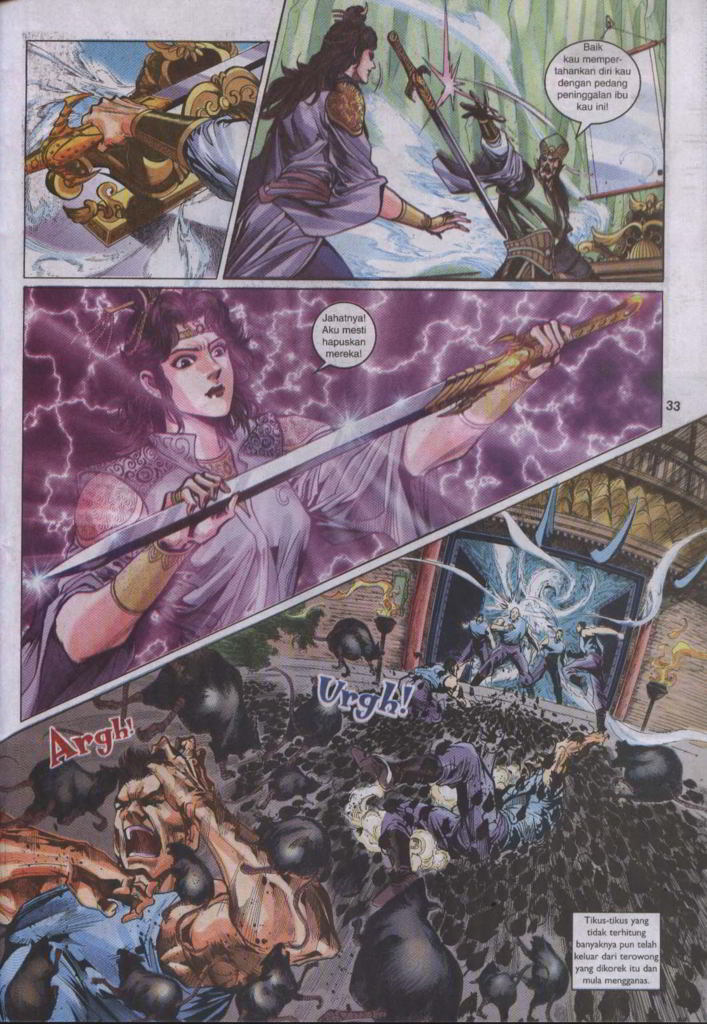 Baik
kau memper-
tahankan diri kau
dengan pedang
peninggalan ibu
kau ini!
Jahatnya!
Aku mesti
hapuskan
mereka!
33
Urgh!
Argh!
Tikus-tikus yang
tidak terhitung
banyaknya pun telah
keluar dari terowong
yang dikorek itu dan
mula mengganas.